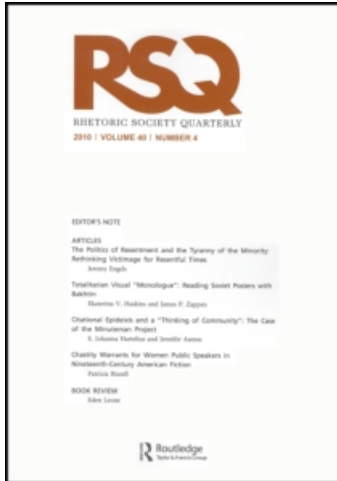 RSQ
RHETORIC SOCIETY QUARTERLY
2010 | VOLUME 40 | NUMBER 4
EDITOR'S NOTE
ARTICLES
The Politics of Resentment and the Tyranny of the Minority:
Rethinking Victimage for Resentful Times
Jeremy Engels
Totalitarian Visual "Monologue": Reading Soviet Posters with
Bakhtin
Ekaterina V. Haskins and James P. Zappen
Citational Epideixis and a "Thinking of Community": The Case
of the Minuteman Project
E. Johanna Hartelius and Jennifer Asenas
Chastity Warrants for Women Public Speakers in
Nineteenth-Century American Fiction
Patricia Bizzell
BOOK REVIEW
Eden Leone
R Routledge
Taylor & Francis Group